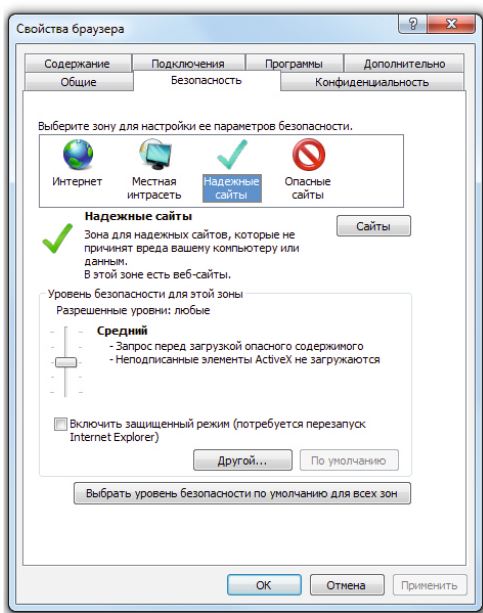 Свойства браузера
Содержание Подключения Программы Дополнительно
Общие Безопасность Конфиденциальность
Выберите зону для настройки ее параметров безопасности.
Интернет Местная интрасеть Надежные сайты Опасные сайты
Надежные сайты
Сайты
Зона для надежных сайтов, которые не
причинят вреда вашему компьютеру или
данным.
В этой зоне есть веб-сайты.
Уровень безопасности для этой зоны
Разрешенные уровни: любые
Средний
- Запрос перед загрузкой опасного содержимого
- Неподписанные элементы ActiveX не загружаются
Включить защищенный режим (потребуется перезапуск
Internet Explorer)
Другой... По умолчанию
Выбрать уровень безопасности по умолчанию для всех зон
ОК Отмена Применить